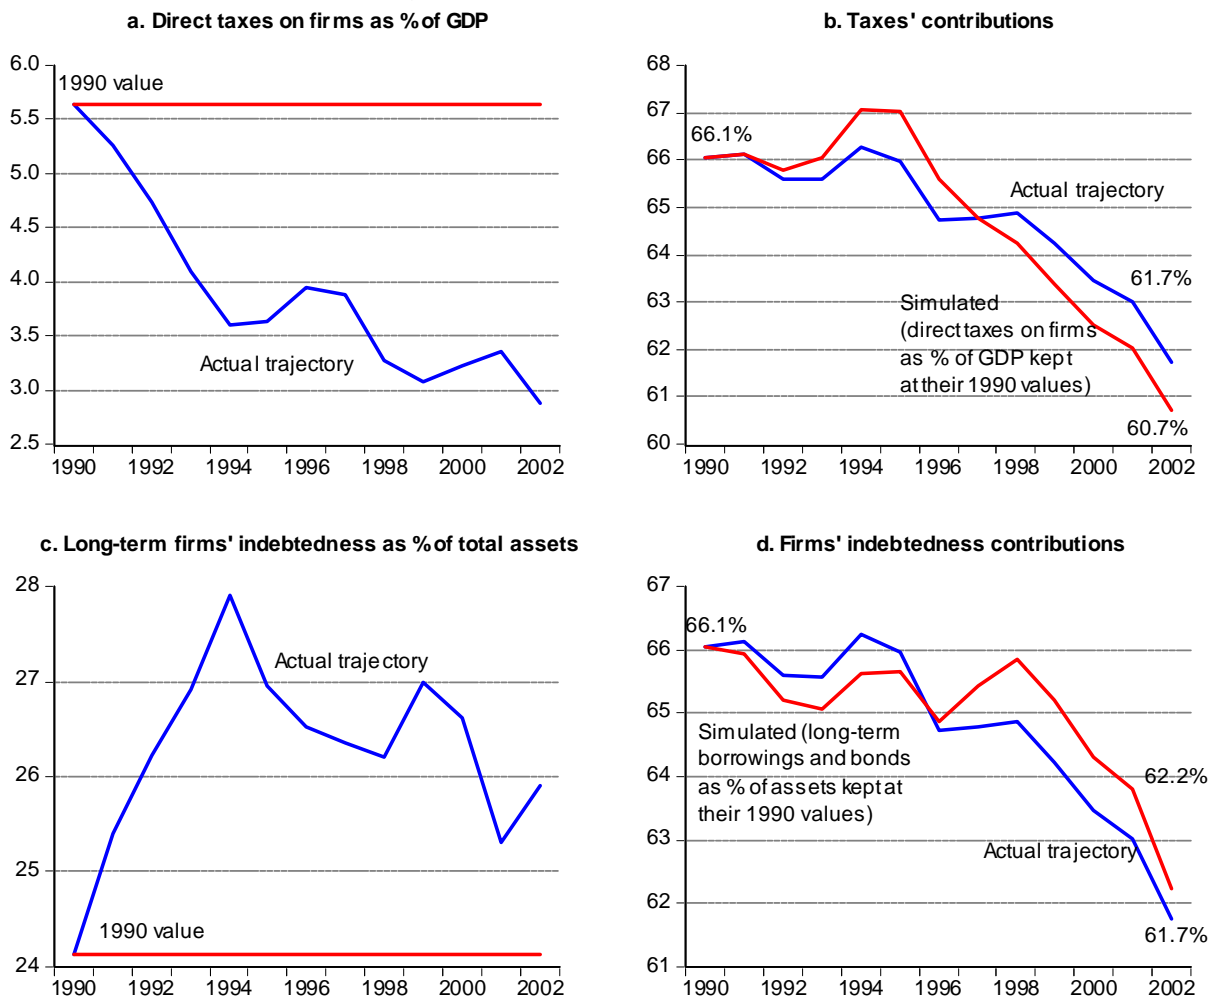 a. Direct taxes on firms as % of GDP
6.0
1990 value
5.5
5.0
4.5
4.0
3.5
Actual trajectory
3.0
2.5
1990 1992 1994 1996 1998 2000 2002
b. Taxes' contributions
68
67
66.1%
66
Actual trajectory
65
64
61.7%
63
Simulated
(direct taxes on firms
as % of GDP kept
at their 1990 values)
62
61
60.7%
60
1990 1992 1994 1996 1998 2000 2002
c. Long-term firms' indebtedness as % of total assets
28
Actual trajectory
27
26
25
1990 value
24
1990 1992 1994 1996 1998 2000 2002
d. Firms' indebtedness contributions
67
66.1%
66
65
Simulated (long-term
borrowings and bonds
as % of assets kept at
their 1990 values)
64
62.2%
63
Actual trajectory
62
61.7%
61
1990 1992 1994 1996 1998 2000 2002